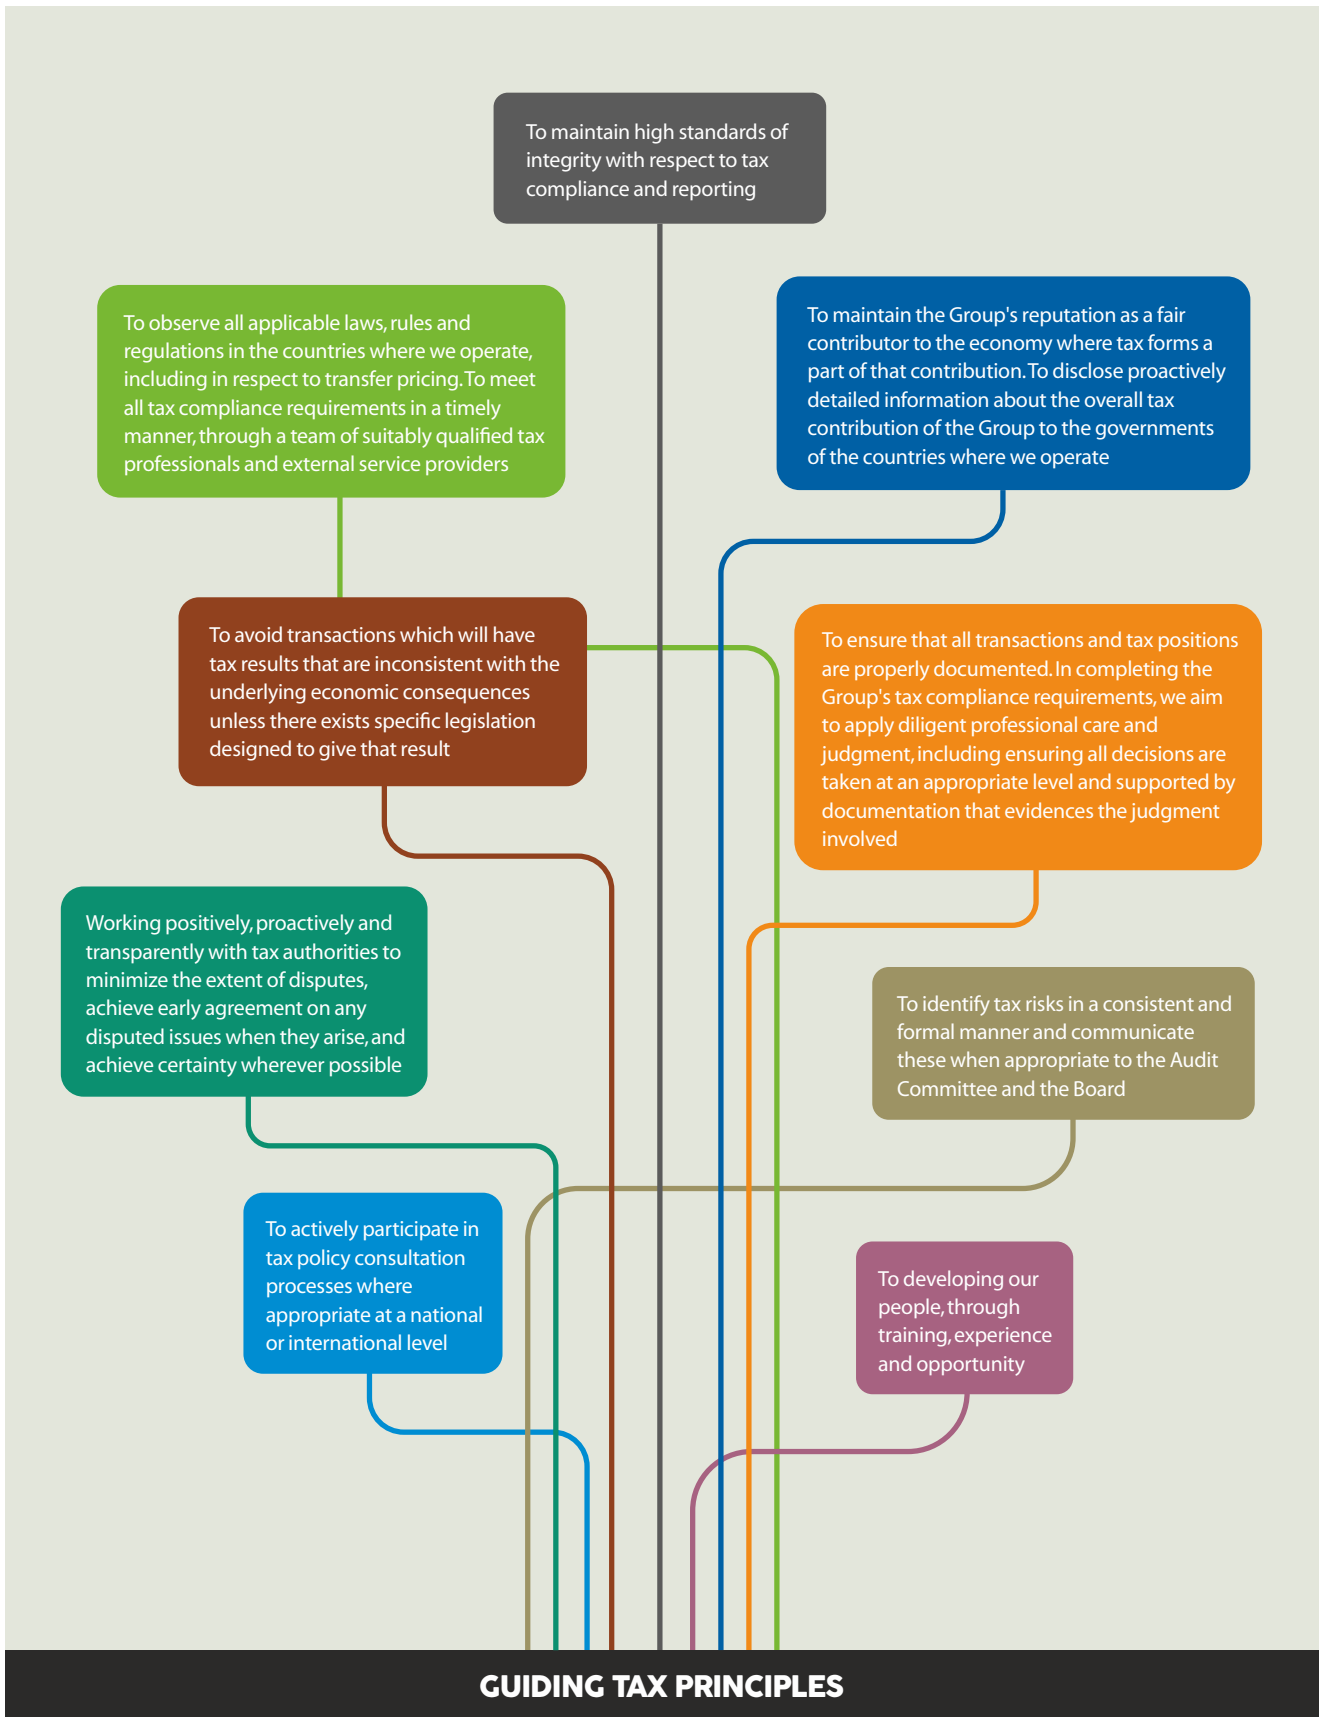 To maintain high standards of
integrity with respect to tax
compliance and reporting
To observe all applicable laws, rules and
regulations in the countries where we operate,
including in respect to transfer pricing. To meet
all tax compliance requirements in a timely
manner, through a team of suitably qualified tax
professionals and external service providers
To maintain the Group's reputation as a fair
contributor to the economy where tax forms a
part of that contribution. To disclose proactively
detailed information about the overall tax
contribution of the Group to the governments
of the countries where we operate
To avoid transactions which will have
tax results that are inconsistent with the
underlying economic consequences
unless there exists specific legislation
designed to give that result
To ensure that all transactions and tax positions
are properly documented. In completing the
Group's tax compliance requirements, we aim
to apply diligent professional care and
judgment, including ensuring all decisions are
taken at an appropriate level and supported by
documentation that evidences the judgment
involved
Working positively, proactively and
transparently with tax authorities to
minimize the extent of disputes,
achieve early agreement on any
disputed issues when they arise, and
achieve certainty wherever possible
To identify tax risks in a consistent and
formal manner and communicate
these when appropriate to the Audit
Committee and the Board
To actively participate in
tax policy consultation
processes where
appropriate at a national
or international level
To developing our
people, through
training, experience
and opportunity
GUIDING TAX PRINCIPLES